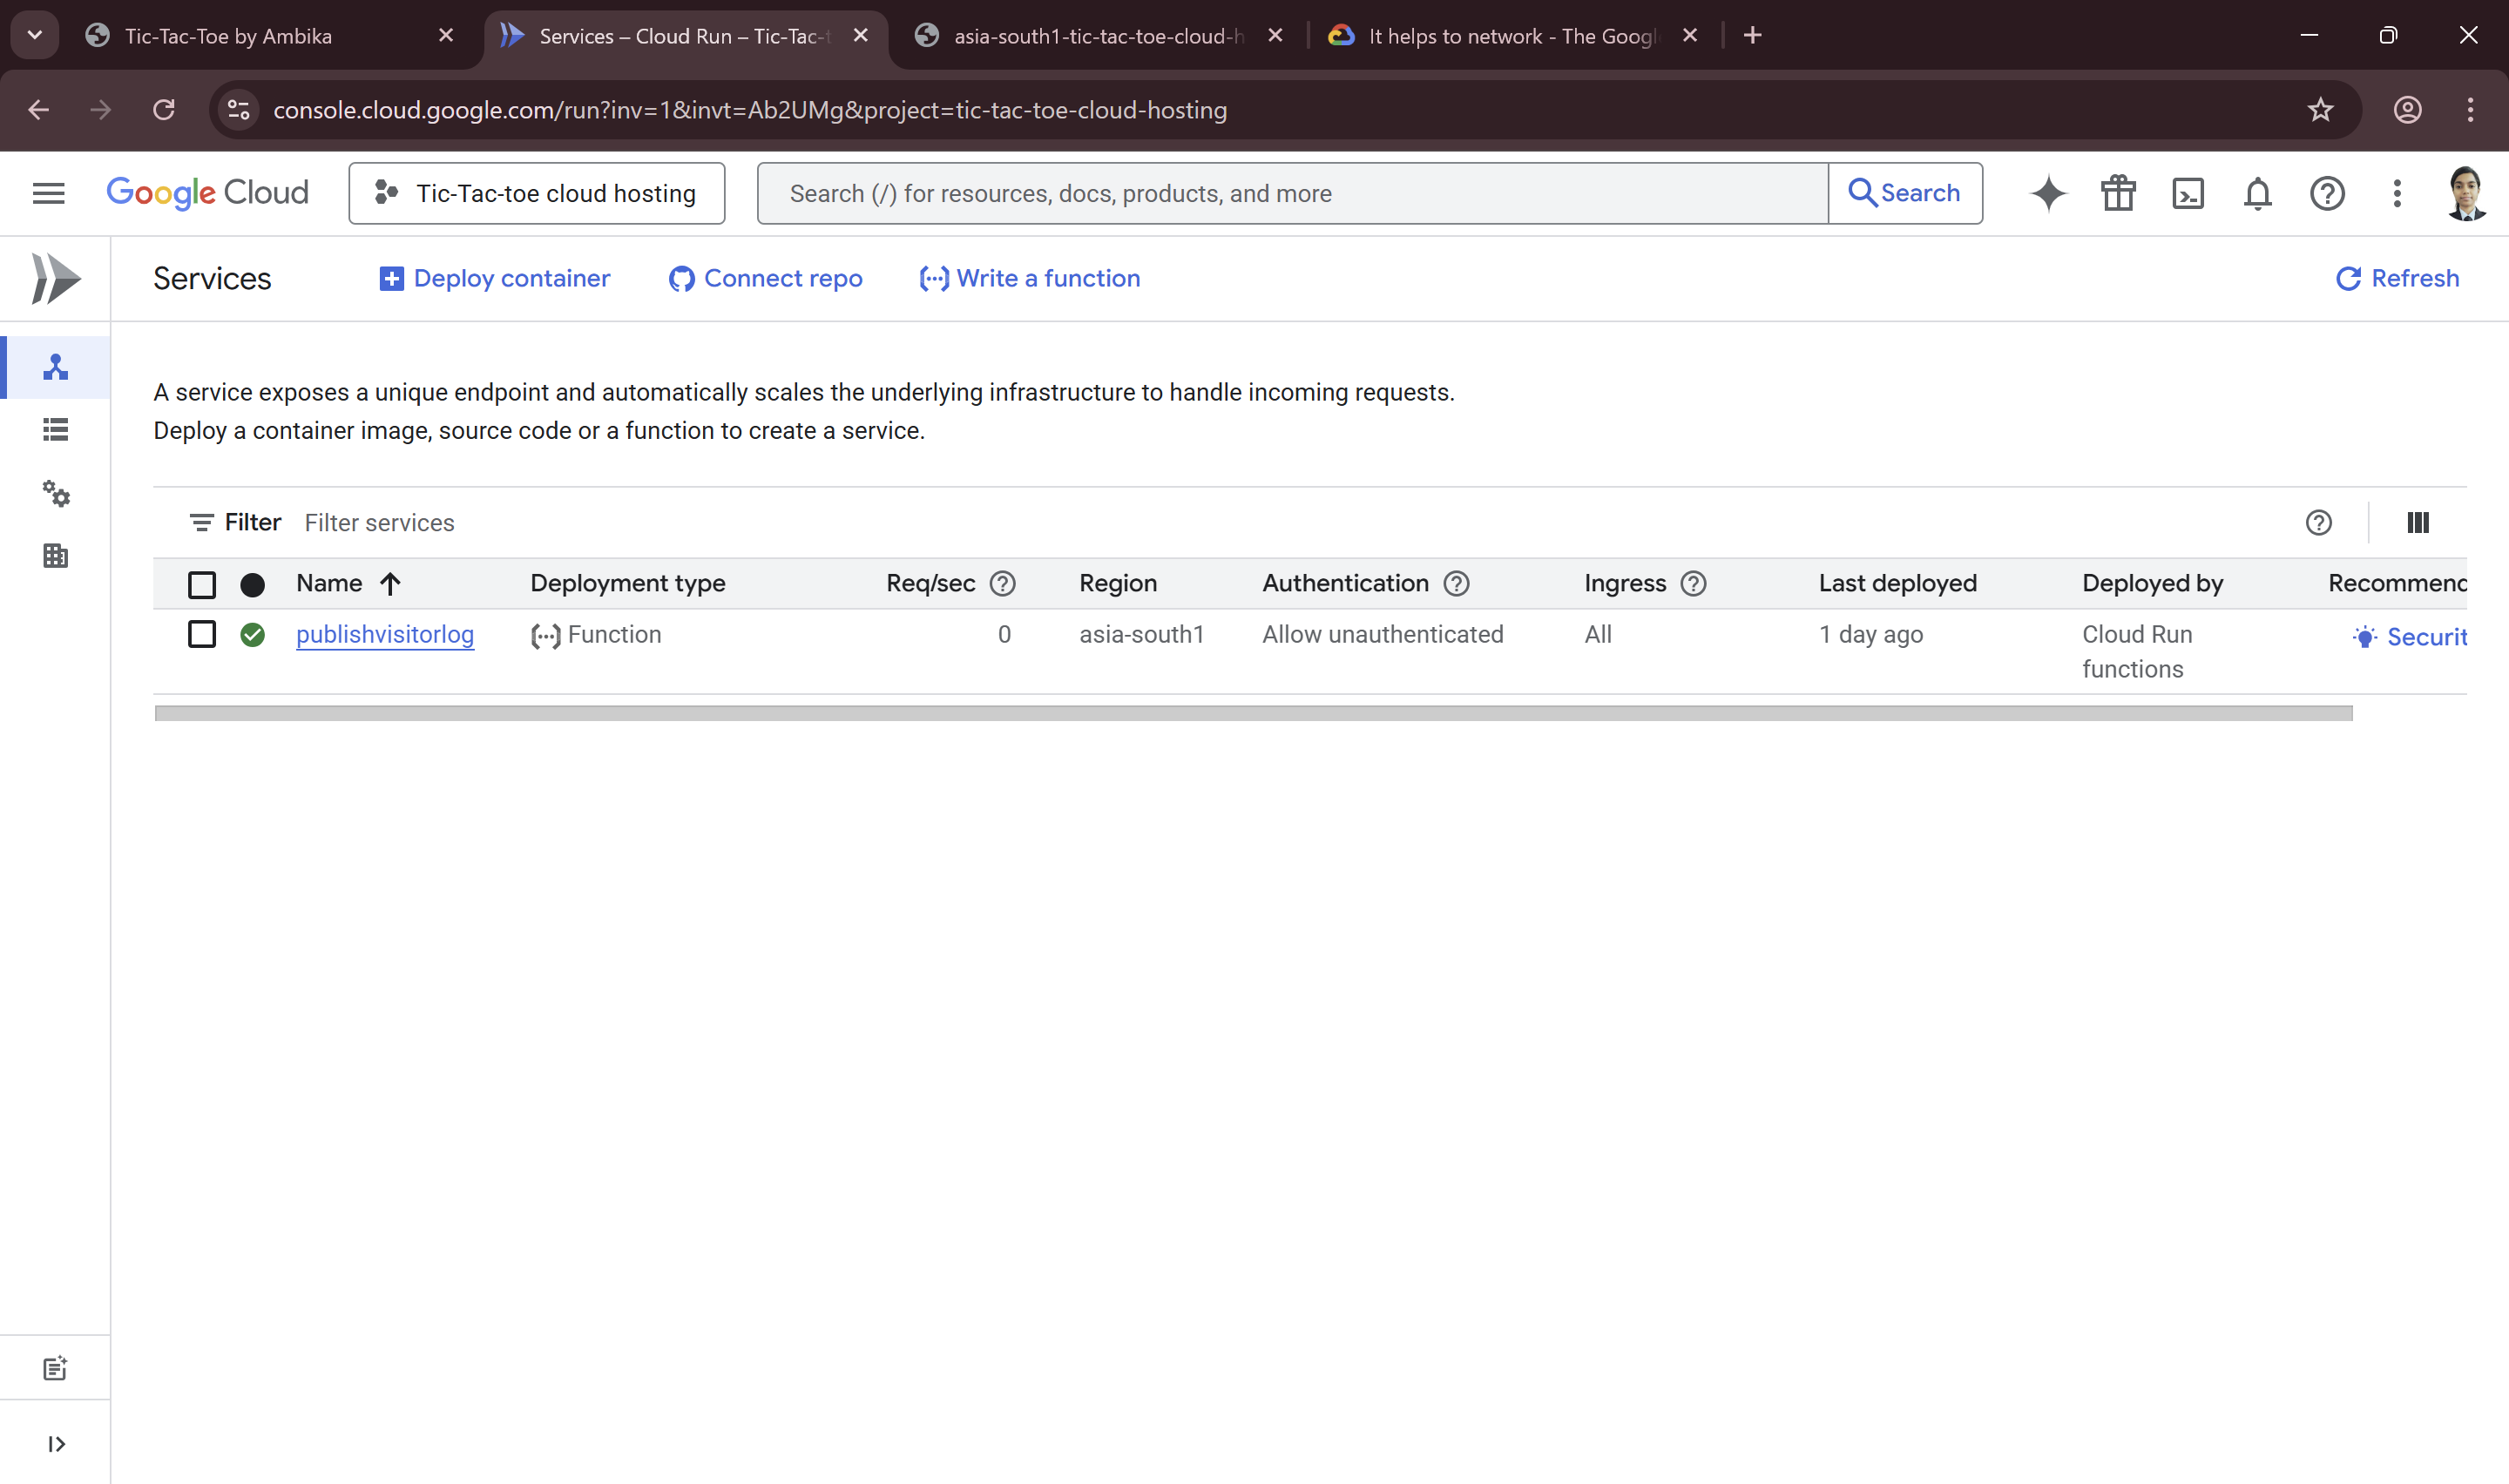 Tic-Tac-Toe by Ambika
Services – Cloud Run – Tic-Tac-t
asia-south1-tic-tac-toe-cloud-h
It helps to network - The Googl
console.cloud.google.com/run?inv=1&invt=Ab2UMg&project=tic-tac-toe-cloud-hosting
Google Cloud
Tic-Tac-toe cloud hosting
Search (/) for resources, docs, products, and more
Search
Services
Deploy container
Connect repo
Write a function
Refresh
A service exposes a unique endpoint and automatically scales the underlying infrastructure to handle incoming requests.
Deploy a container image, source code or a function to create a service.
Filter Filter services
Name Deployment type Req/sec Region Authentication Ingress Last deployed Deployed by Recommend
publishvisitorlog Function 0 asia-south1 Allow unauthenticated All 1 day ago Cloud Run Securit
functions